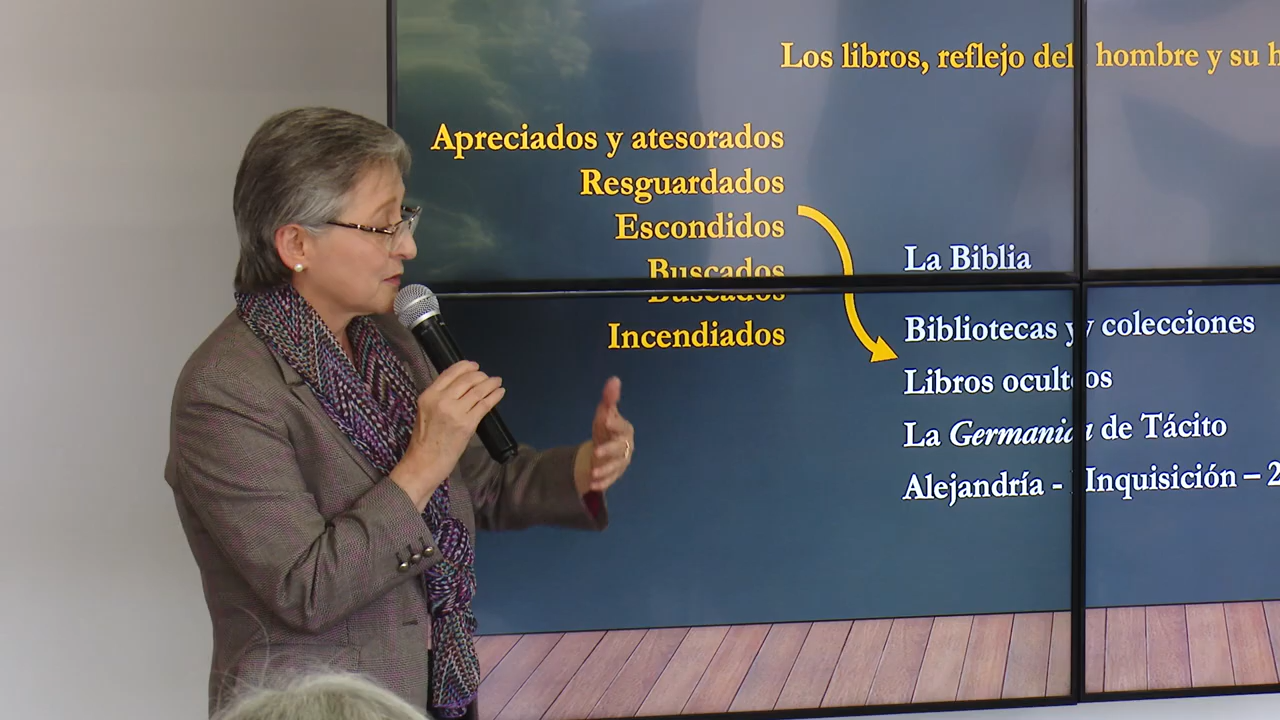 Los libros, reflejo del hombre y su
Apreciados y atesorados
Resguardados
Escondidos
Buscados
Incendiados
La Biblia
Bibliotecas y colecciones
Libros ocultos
La Germania de Tácito
Alejandría - Inquisición – 2